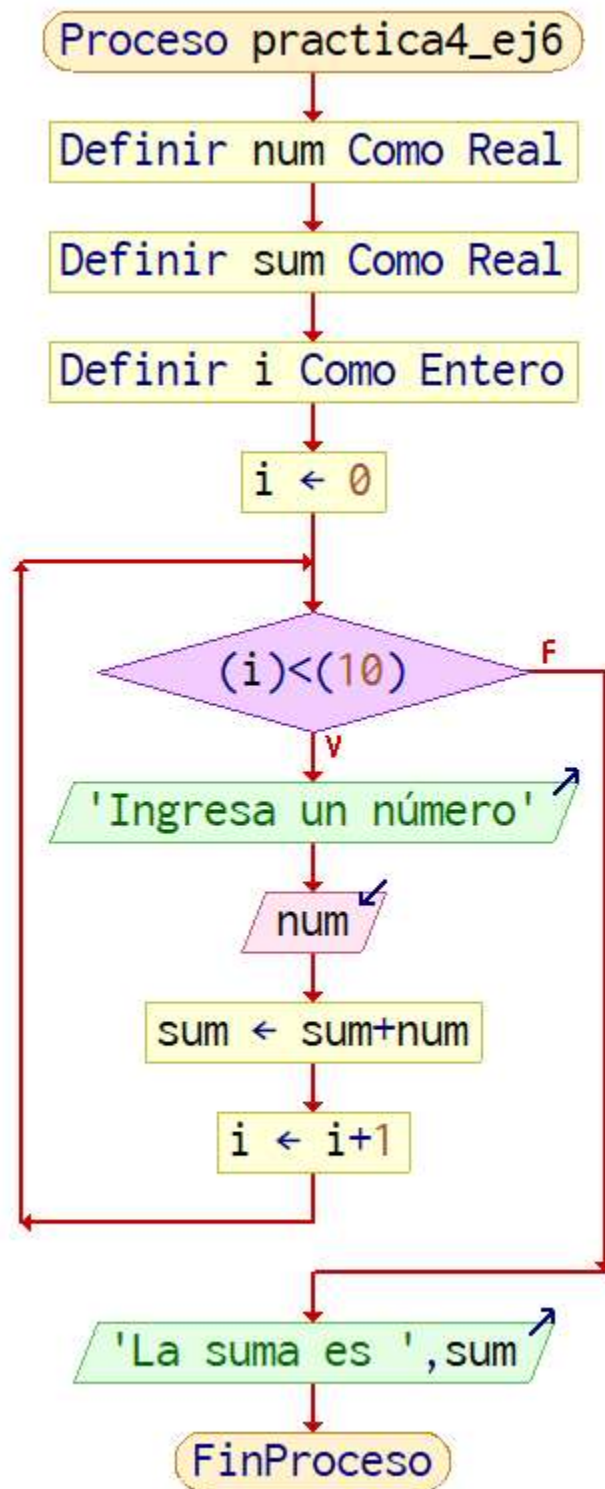 Proceso practica4_ej6
Definir num Como Real
Definir sum Como Real
Definir i Como Entero
i ← 0
(i)<(10)
F
V
'Ingresa un número'
num
sum ← sum+num
i ← i+1
'La suma es ',sum
FinProceso